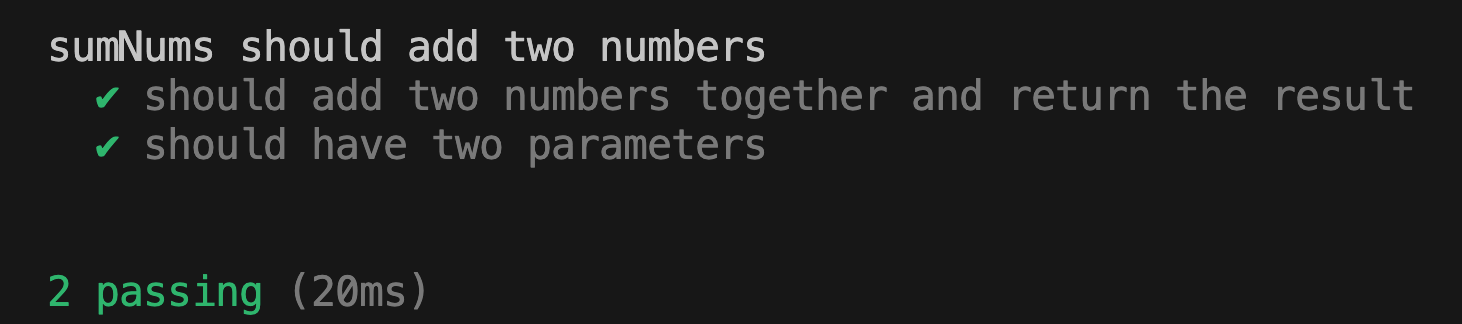 sumNums should add two numbers
✔ should add two numbers together and return the result
✔ should have two parameters
2 passing (20ms)